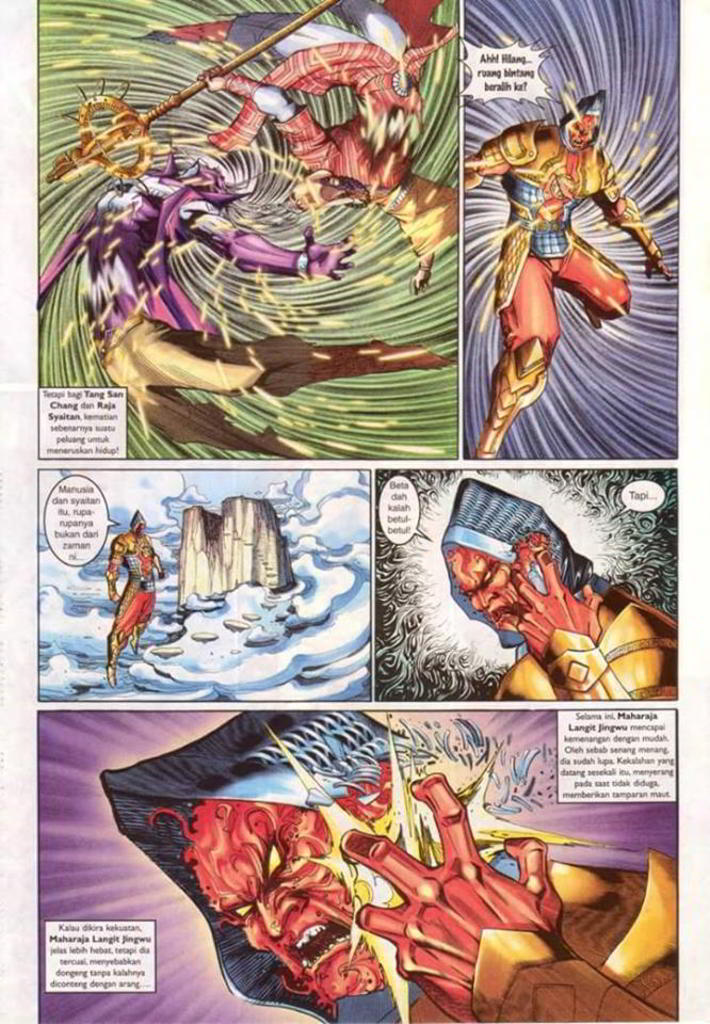 Tetapi bagi Tang San
Chang dan Raja
Syaitan, kematian
sebenarnya suatu
peluang untuk
meneruskan hidup!
Ahh! Hilang...
ruang bintang
beralih ke?
Manusia
dan syaitan
itu, rupa-
rupanya
bukan dari
zaman
ni...
Beta
dah
kalah
betul-
betul!
Tapi...
Selama ini, Maharaja
Langit Jingwu mencapai
kemenangan dengan mudah.
Oleh sebab senang menang,
dia sudah lupa. Kekalahan yang
datang sesekali itu, menyerang
pada saat tidak diduga,
memberikan tamparan maut.
Kalau dikira kekuatan,
Maharaja Langit Jingwu
jelas lebih hebat, tetapi dia
tercuai, menyebabkan
dongeng tanpa kalahnya
diconteng dengan arang....